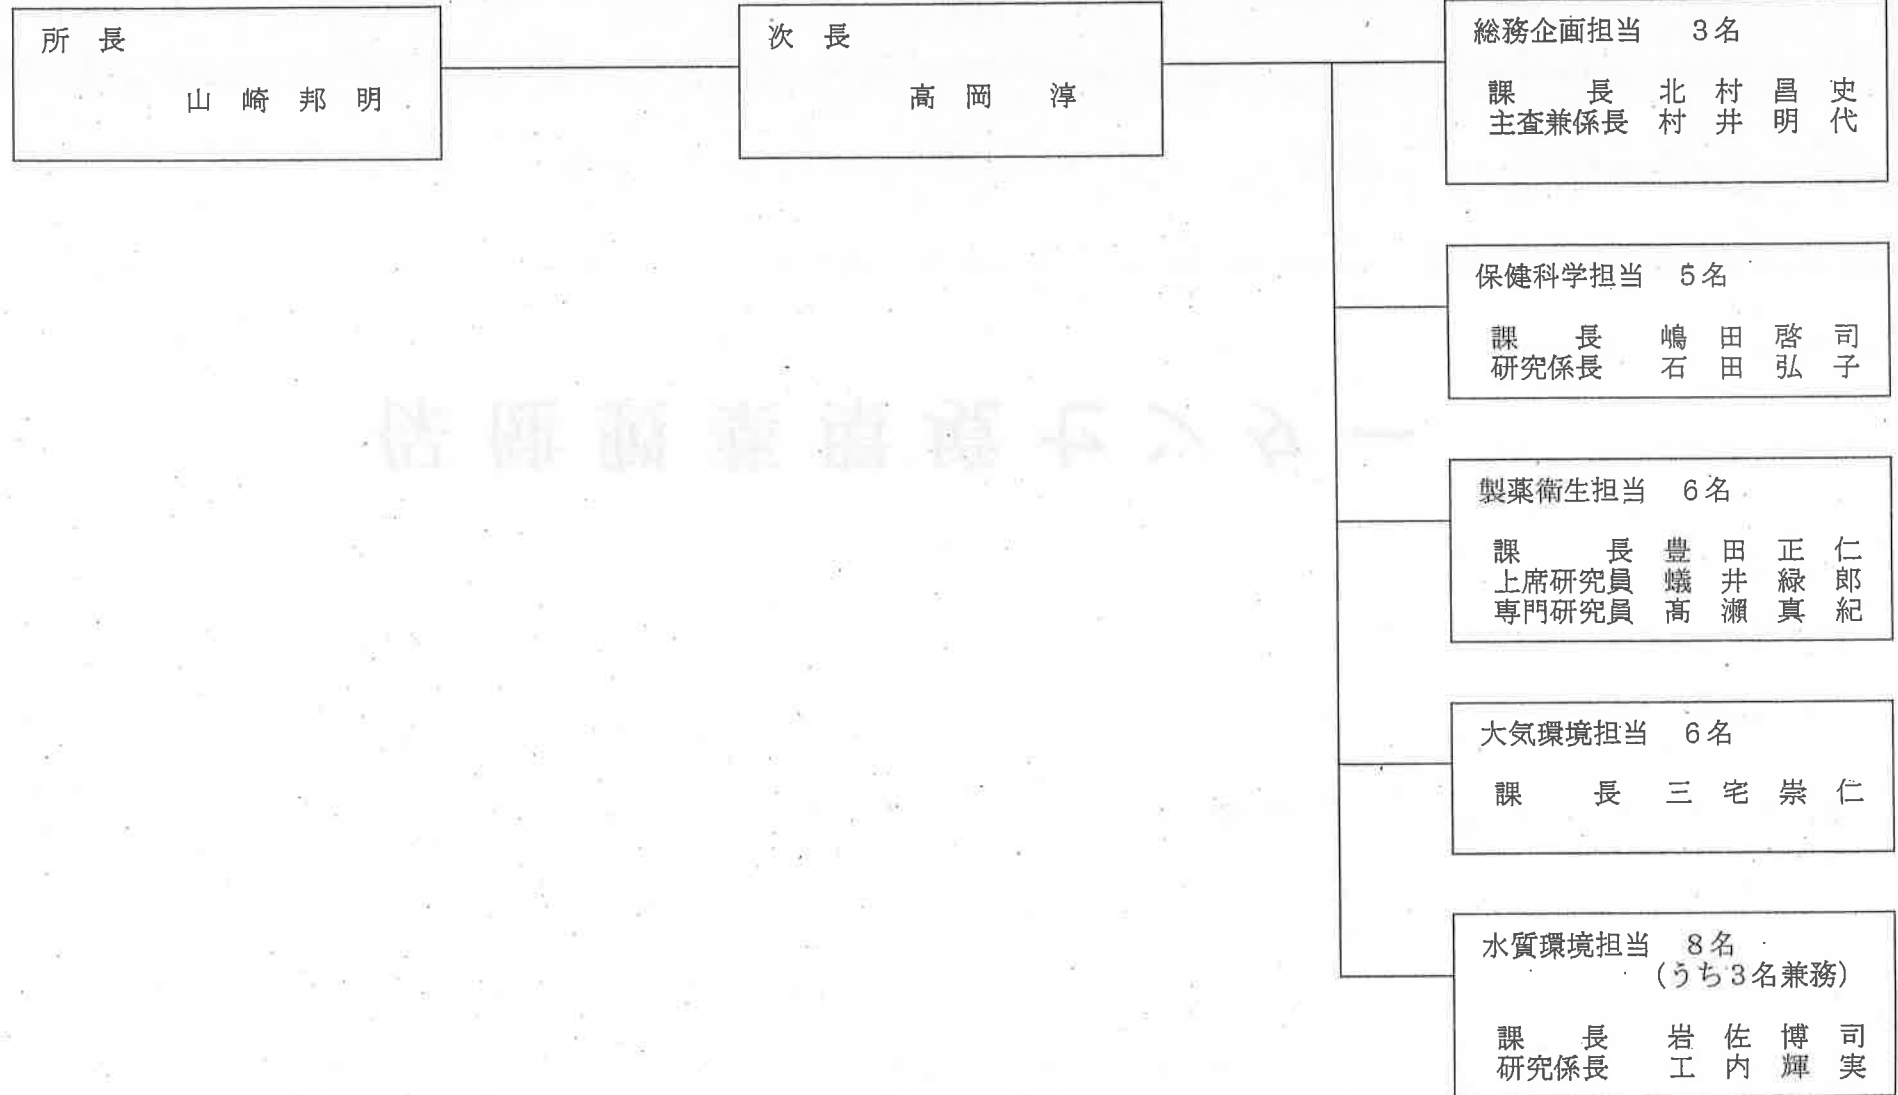 所 長
山 崎 邦 明
次 長
高 岡 淳
総務企画担当 3名
課 長 北 村 昌 史
主査兼係長 村 井 明 代
保健科学担当 5名
課 長 嶋 田 啓 司
研究係長 石 田 弘 子
製薬衛生担当 6名
課 長 豊 田 正 仁
上席研究員 蟻 井 緑 郎
専門研究員 髙 瀬 真 紀
大気環境担当 6名
課 長 三 宅 崇 仁
水質環境担当 8名
(うち3名兼務)
課 長 岩 佐 博 司
研究係長 工 内 輝 実